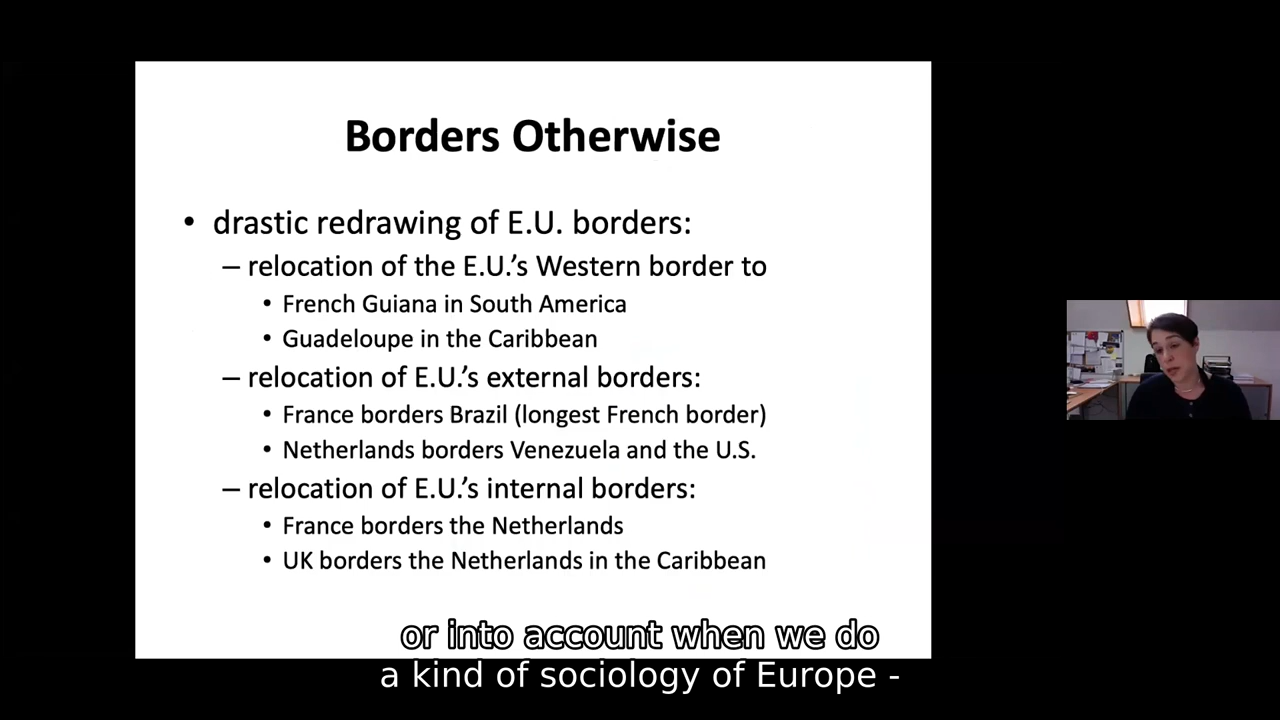 Borders Otherwise
• drastic redrawing of E.U. borders:
– relocation of the E.U.’s Western border to
• French Guiana in South America
• Guadeloupe in the Caribbean
– relocation of E.U.’s external borders:
• France borders Brazil (longest French border)
• Netherlands borders Venezuela and the U.S.
– relocation of E.U.’s internal borders:
• France borders the Netherlands
• UK borders the Netherlands in the Caribbean
or into account when we do
a kind of sociology of Europe -